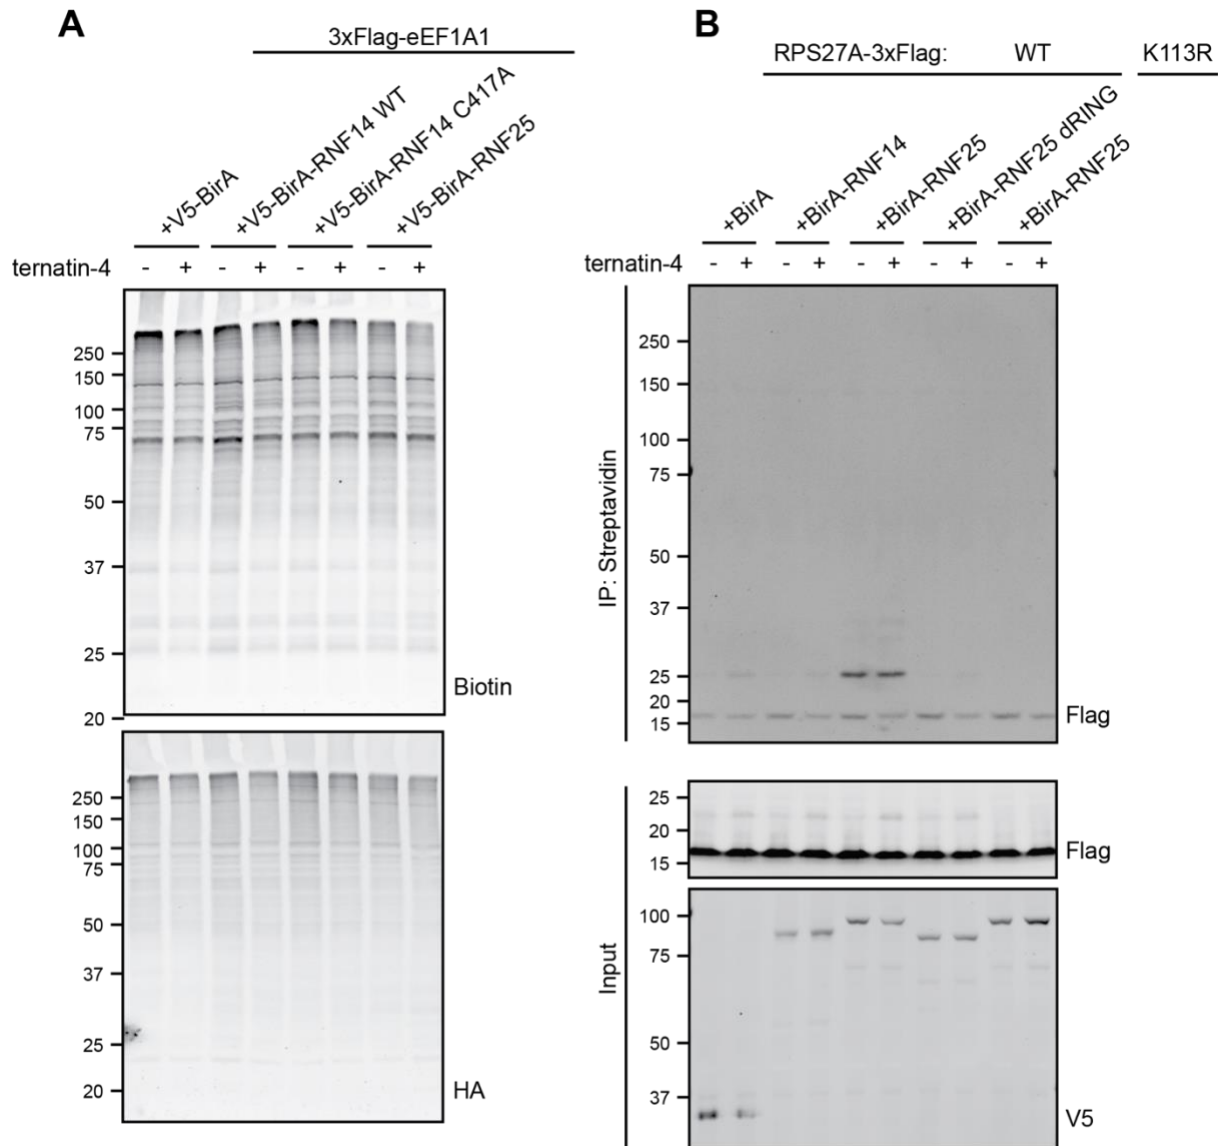 A
3xFlag-eEF1A1
+V5-BirA
+V5-BirA-RNF14 WT
+V5-BirA-RNF14 C417A
+V5-BirA-RNF25
ternatin-4 - + - + - + - +
250
150
100
75
50
37
25
20
Biotin
250
150
100
75
50
37
25
20
HA
B
RPS27A-3xFlag: WT K113R
+BirA
+BirA-RNF14
+BirA-RNF25
+BirA-RNF25 dRING
+BirA-RNF25
ternatin-4 - + - + - + - + - +
IP: Streptavidin
250
150
100
75
50
37
25
20
15
Flag
Input
25
20
15
Flag
100
75
50
37
V5